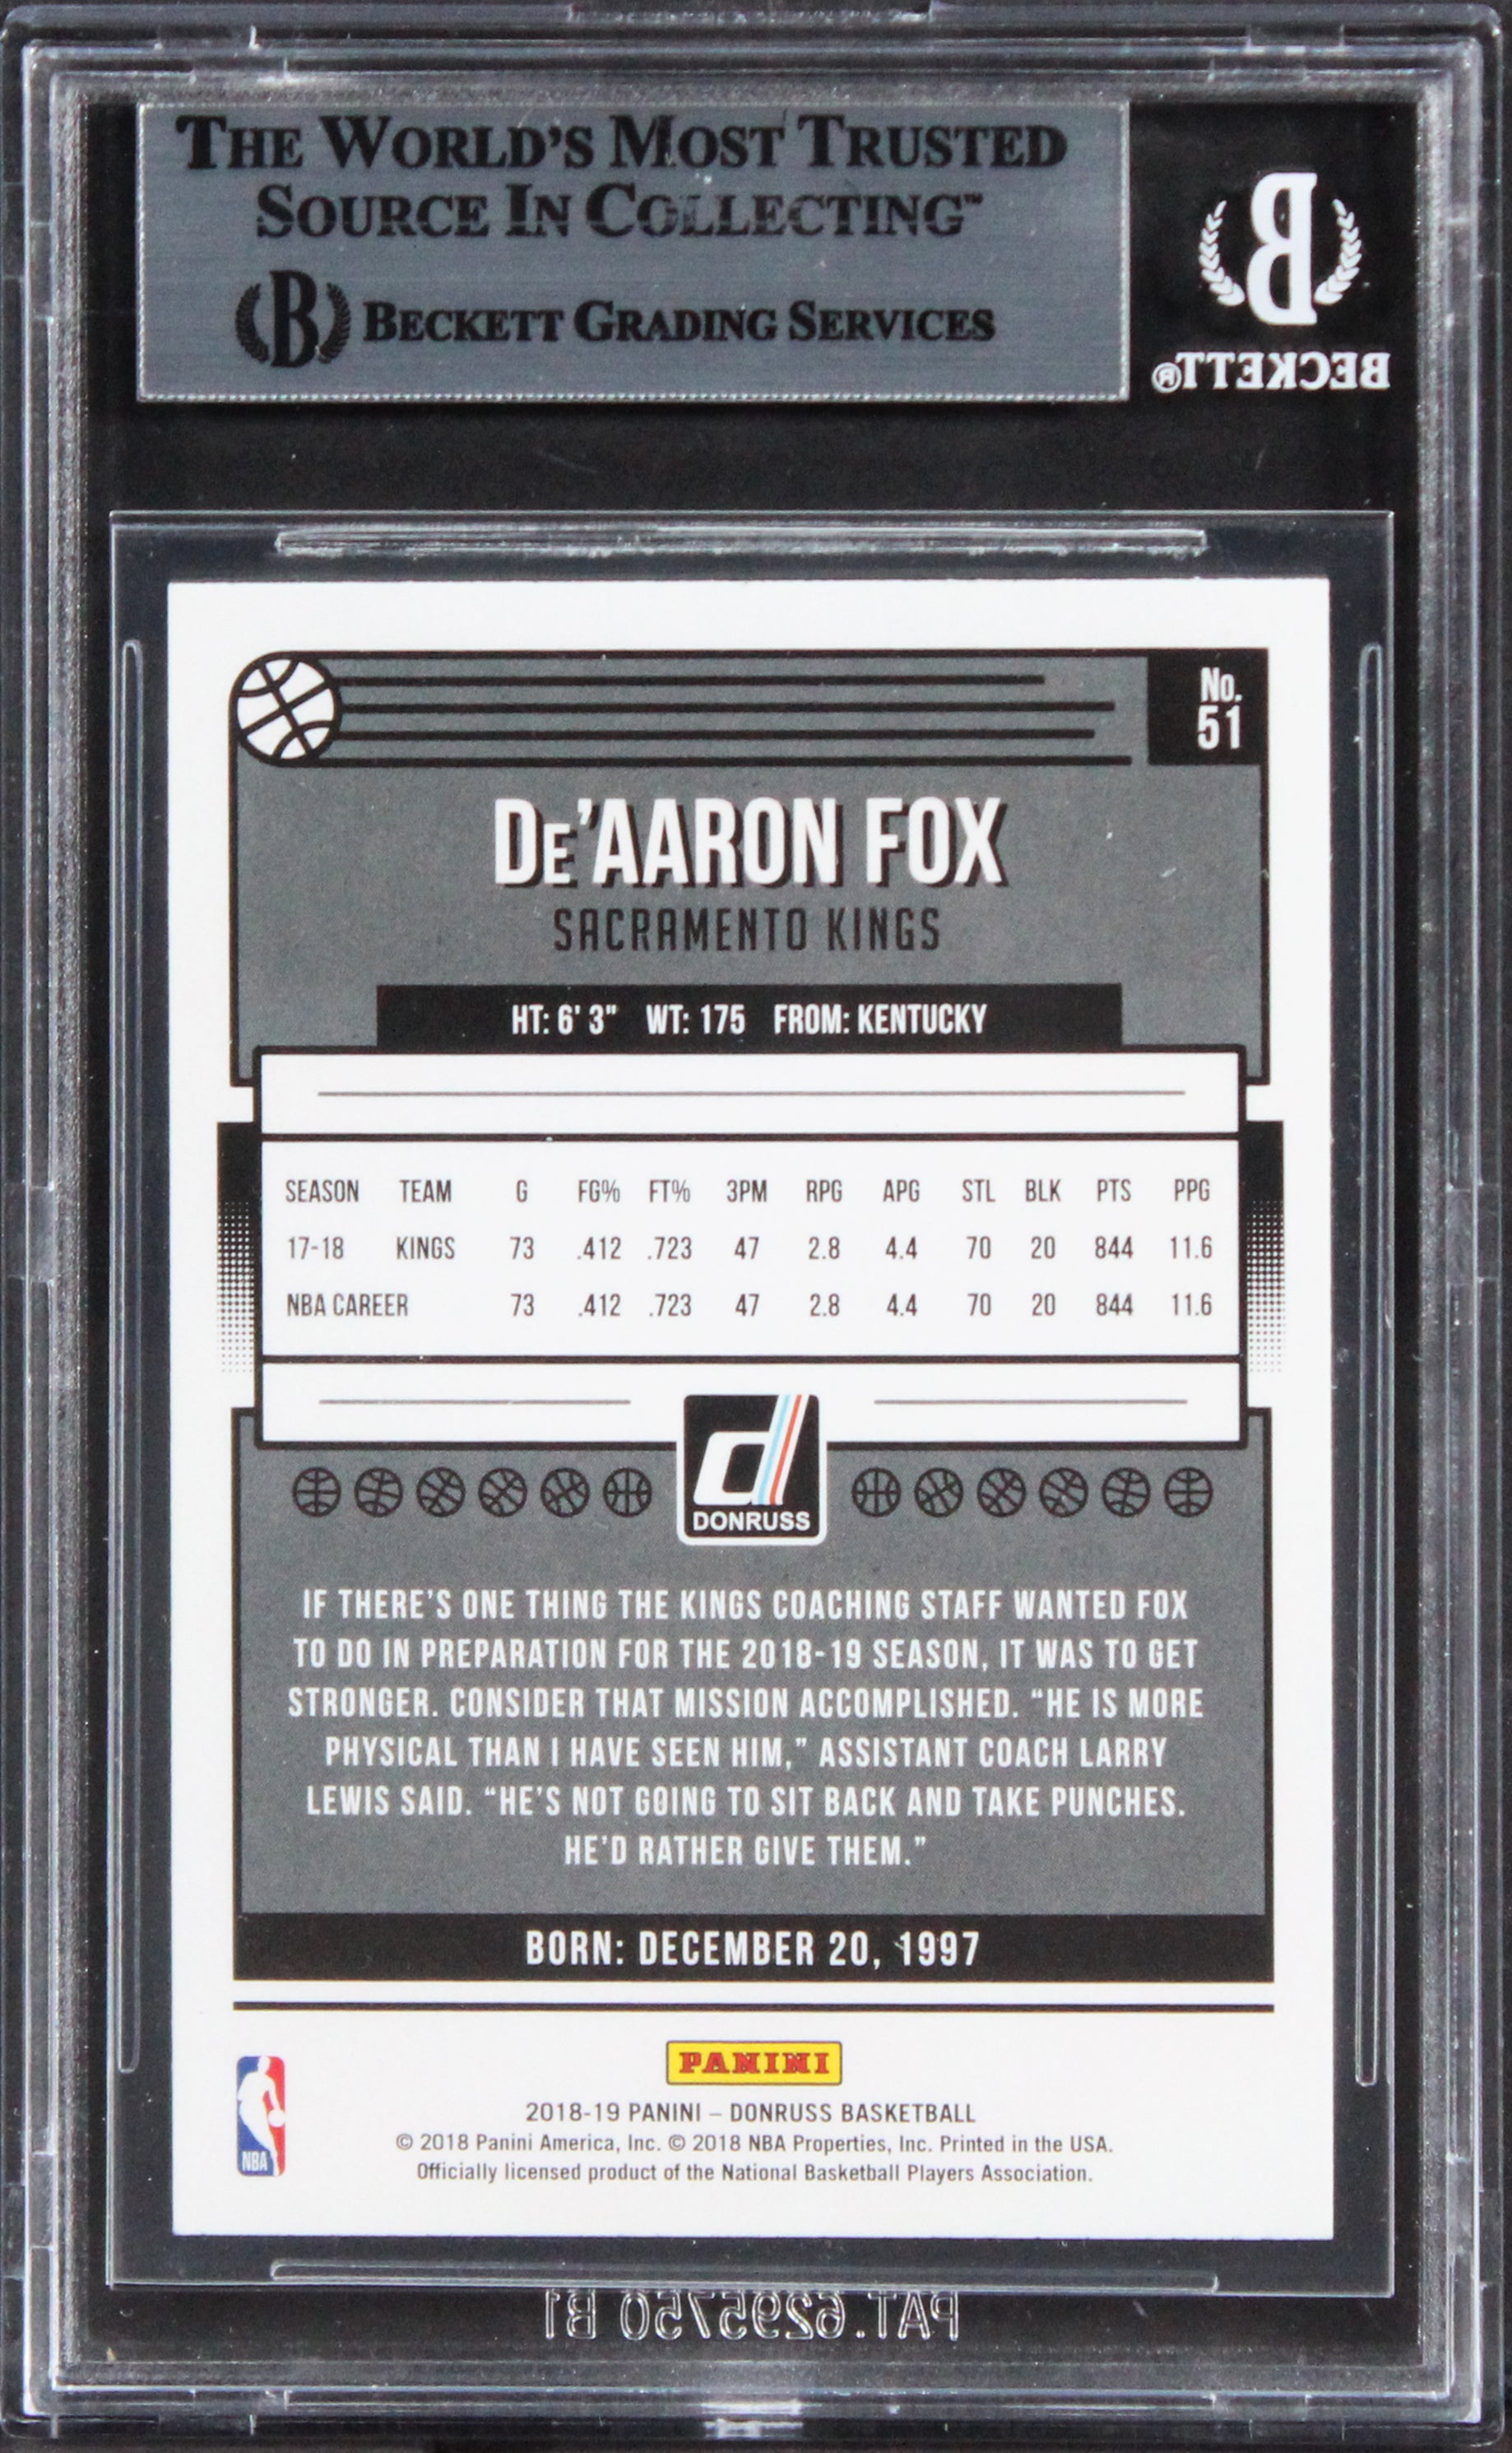 THE WORLD'S MOST TRUSTED
SOURCE IN COLLECTING™
B BECKETT GRADING SERVICES
B
BECKETT®
No.
51
De'AARON FOX
SACRAMENTO KINGS
HT: 6' 3" WT: 175 FROM: KENTUCKY
SEASON TEAM G FG% FT% 3PM RPG APG STL BLK PTS PPG
17-18 KINGS 73 .412 .723 47 2.8 4.4 70 20 844 11.6
NBA CAREER 73 .412 .723 47 2.8 4.4 70 20 844 11.6
d
DONRUSS
IF THERE'S ONE THING THE KINGS COACHING STAFF WANTED FOX
TO DO IN PREPARATION FOR THE 2018-19 SEASON, IT WAS TO GET
STRONGER. CONSIDER THAT MISSION ACCOMPLISHED. “HE IS MORE
PHYSICAL THAN I HAVE SEEN HIM,” ASSISTANT COACH LARRY
LEWIS SAID. “HE'S NOT GOING TO SIT BACK AND TAKE PUNCHES.
HE'D RATHER GIVE THEM.”
BORN: DECEMBER 20, 1997
PANINI
NBA
2018-19 PANINI – DONRUSS BASKETBALL
© 2018 Panini America, Inc. © 2018 NBA Properties, Inc. Printed in the USA.
Officially licensed product of the National Basketball Players Association.
PAT.6295750 B1